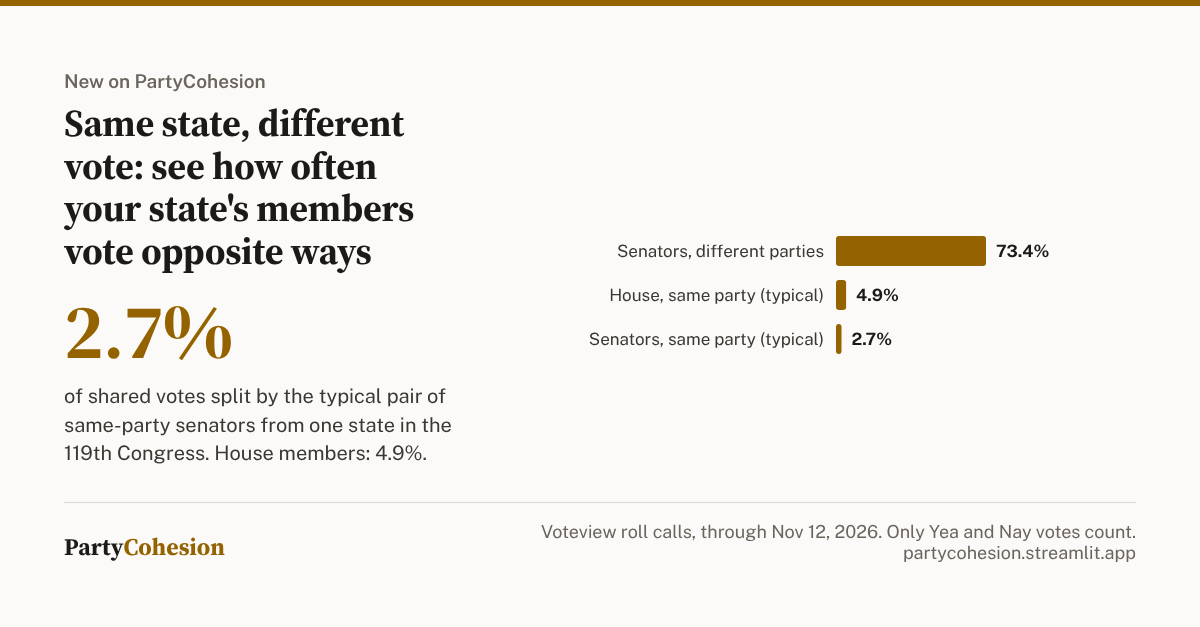 New on PartyCohesion
Same state, different
vote: see how often
your state's members
vote opposite ways
2.7%
of shared votes split by the typical pair of
same-party senators from one state in the
119th Congress. House members: 4.9%.
Senators, different parties 73.4%
House, same party (typical) 4.9%
Senators, same party (typical) 2.7%
PartyCohesion
Voteview roll calls, through Nov 12, 2026. Only Yea and Nay votes count.
partycohesion.streamlit.app